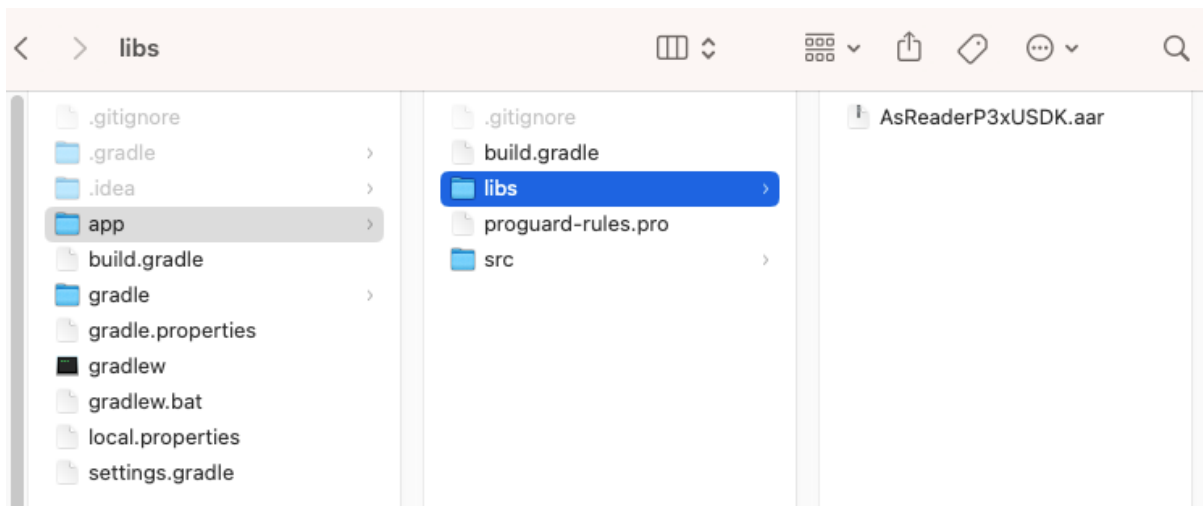 libs
.gitignore
.gradle
.idea
app
build.gradle
gradle
gradle.properties
gradlew
gradlew.bat
local.properties
settings.gradle
.gitignore
build.gradle
libs
proguard-rules.pro
src
AsReaderP3xUSDK.aar